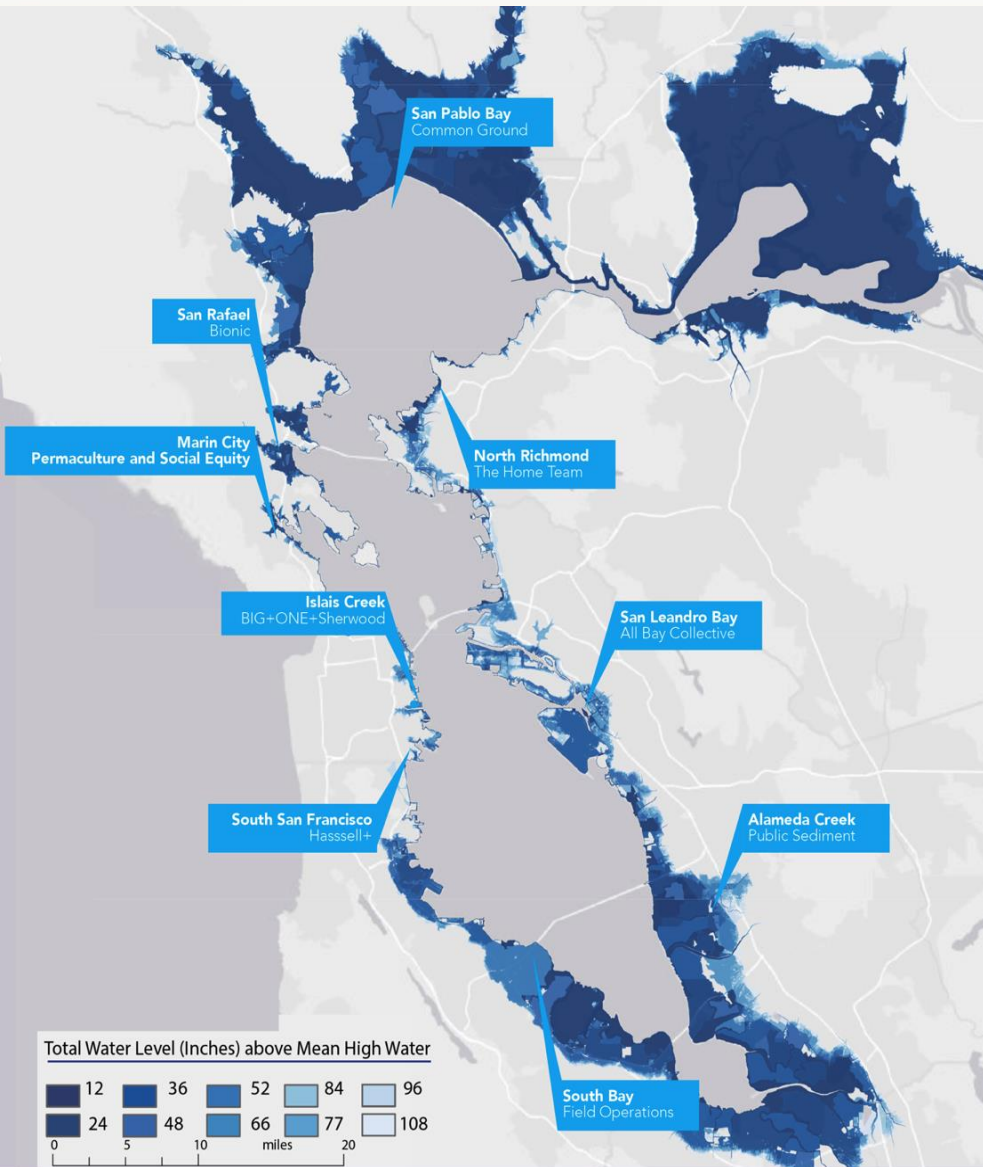 San Pablo Bay
Common Ground
San Rafael
Bionic
Marin City
Permaculture and Social Equity
North Richmond
The Home Team
Islais Creek
BIG+ONE+Sherwood
San Leandro Bay
All Bay Collective
South San Francisco
Hasssell+
Alameda Creek
Public Sediment
South Bay
Field Operations
Total Water Level (Inches) above Mean High Water
12 36 52 84 96
24 48 66 77 108
0 5 10 miles 20